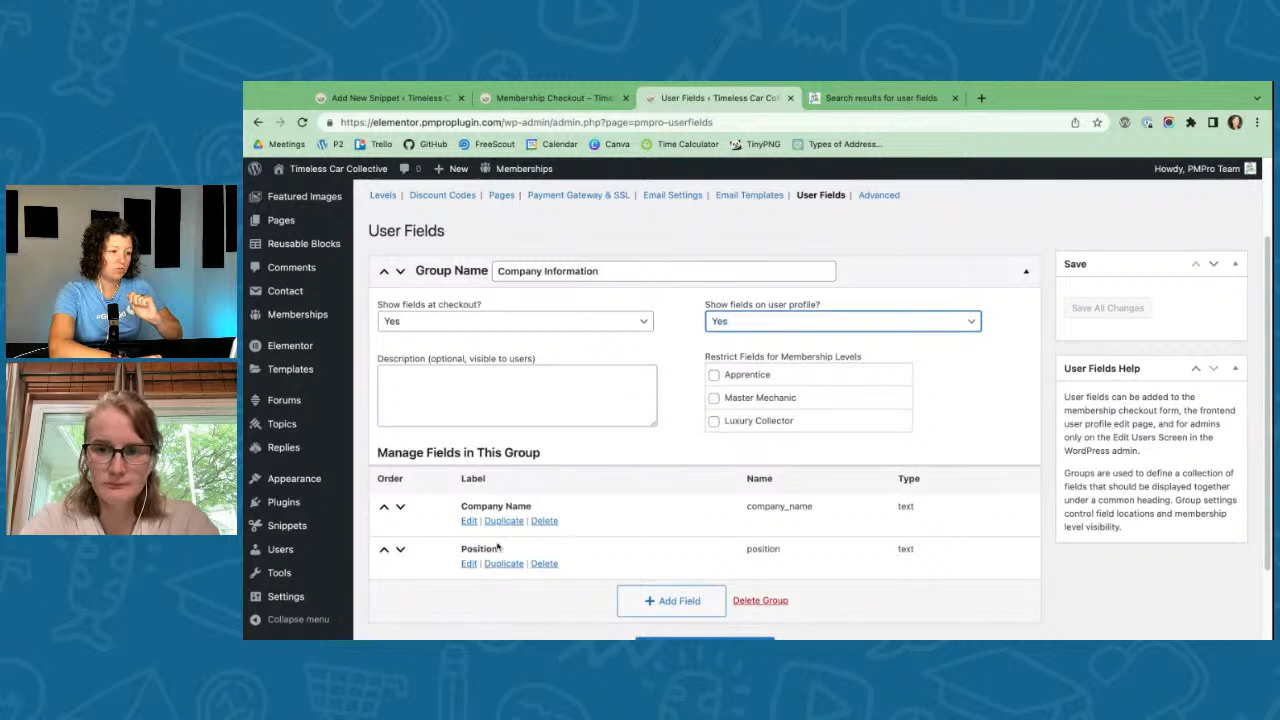 Add New Snippet ‹ Timeless C
Membership Checkout – Time
User Fields ‹ Timeless Car Col
Search results for user fields
https://elementor.pmproplugin.com/wp-admin/admin.php?page=pmpro-userfields
Meetings
P2
Trello
GitHub
FreeScout
Calendar
Canva
Time Calculator
TinyPNG
Types of Address...
Timeless Car Collective
0
New
Memberships
Howdy, PMPro Team
Featured Images
Pages
Reusable Blocks
Comments
Contact
Memberships
Elementor
Templates
Forums
Topics
Replies
Appearance
Plugins
Snippets
Users
Tools
Settings
Collapse menu
Levels | Discount Codes | Pages | Payment Gateway & SSL | Email Settings | Email Templates | User Fields | Advanced
User Fields
Group Name
Company Information
Show fields at checkout?
Yes
Show fields on user profile?
Yes
Description (optional, visible to users)
Restrict Fields for Membership Levels
Apprentice
Master Mechanic
Luxury Collector
Manage Fields in This Group
Order Label Name Type
Company Name company_name text
Edit | Duplicate | Delete
Position position text
Edit | Duplicate | Delete
+ Add Field
Delete Group
Save
Save All Changes
User Fields Help
User fields can be added to the
membership checkout form, the frontend
user profile edit page, and for admins
only on the Edit Users Screen in the
WordPress admin.
Groups are used to define a collection of
fields that should be displayed together
under a common heading. Group settings
control field locations and membership
level visibility.